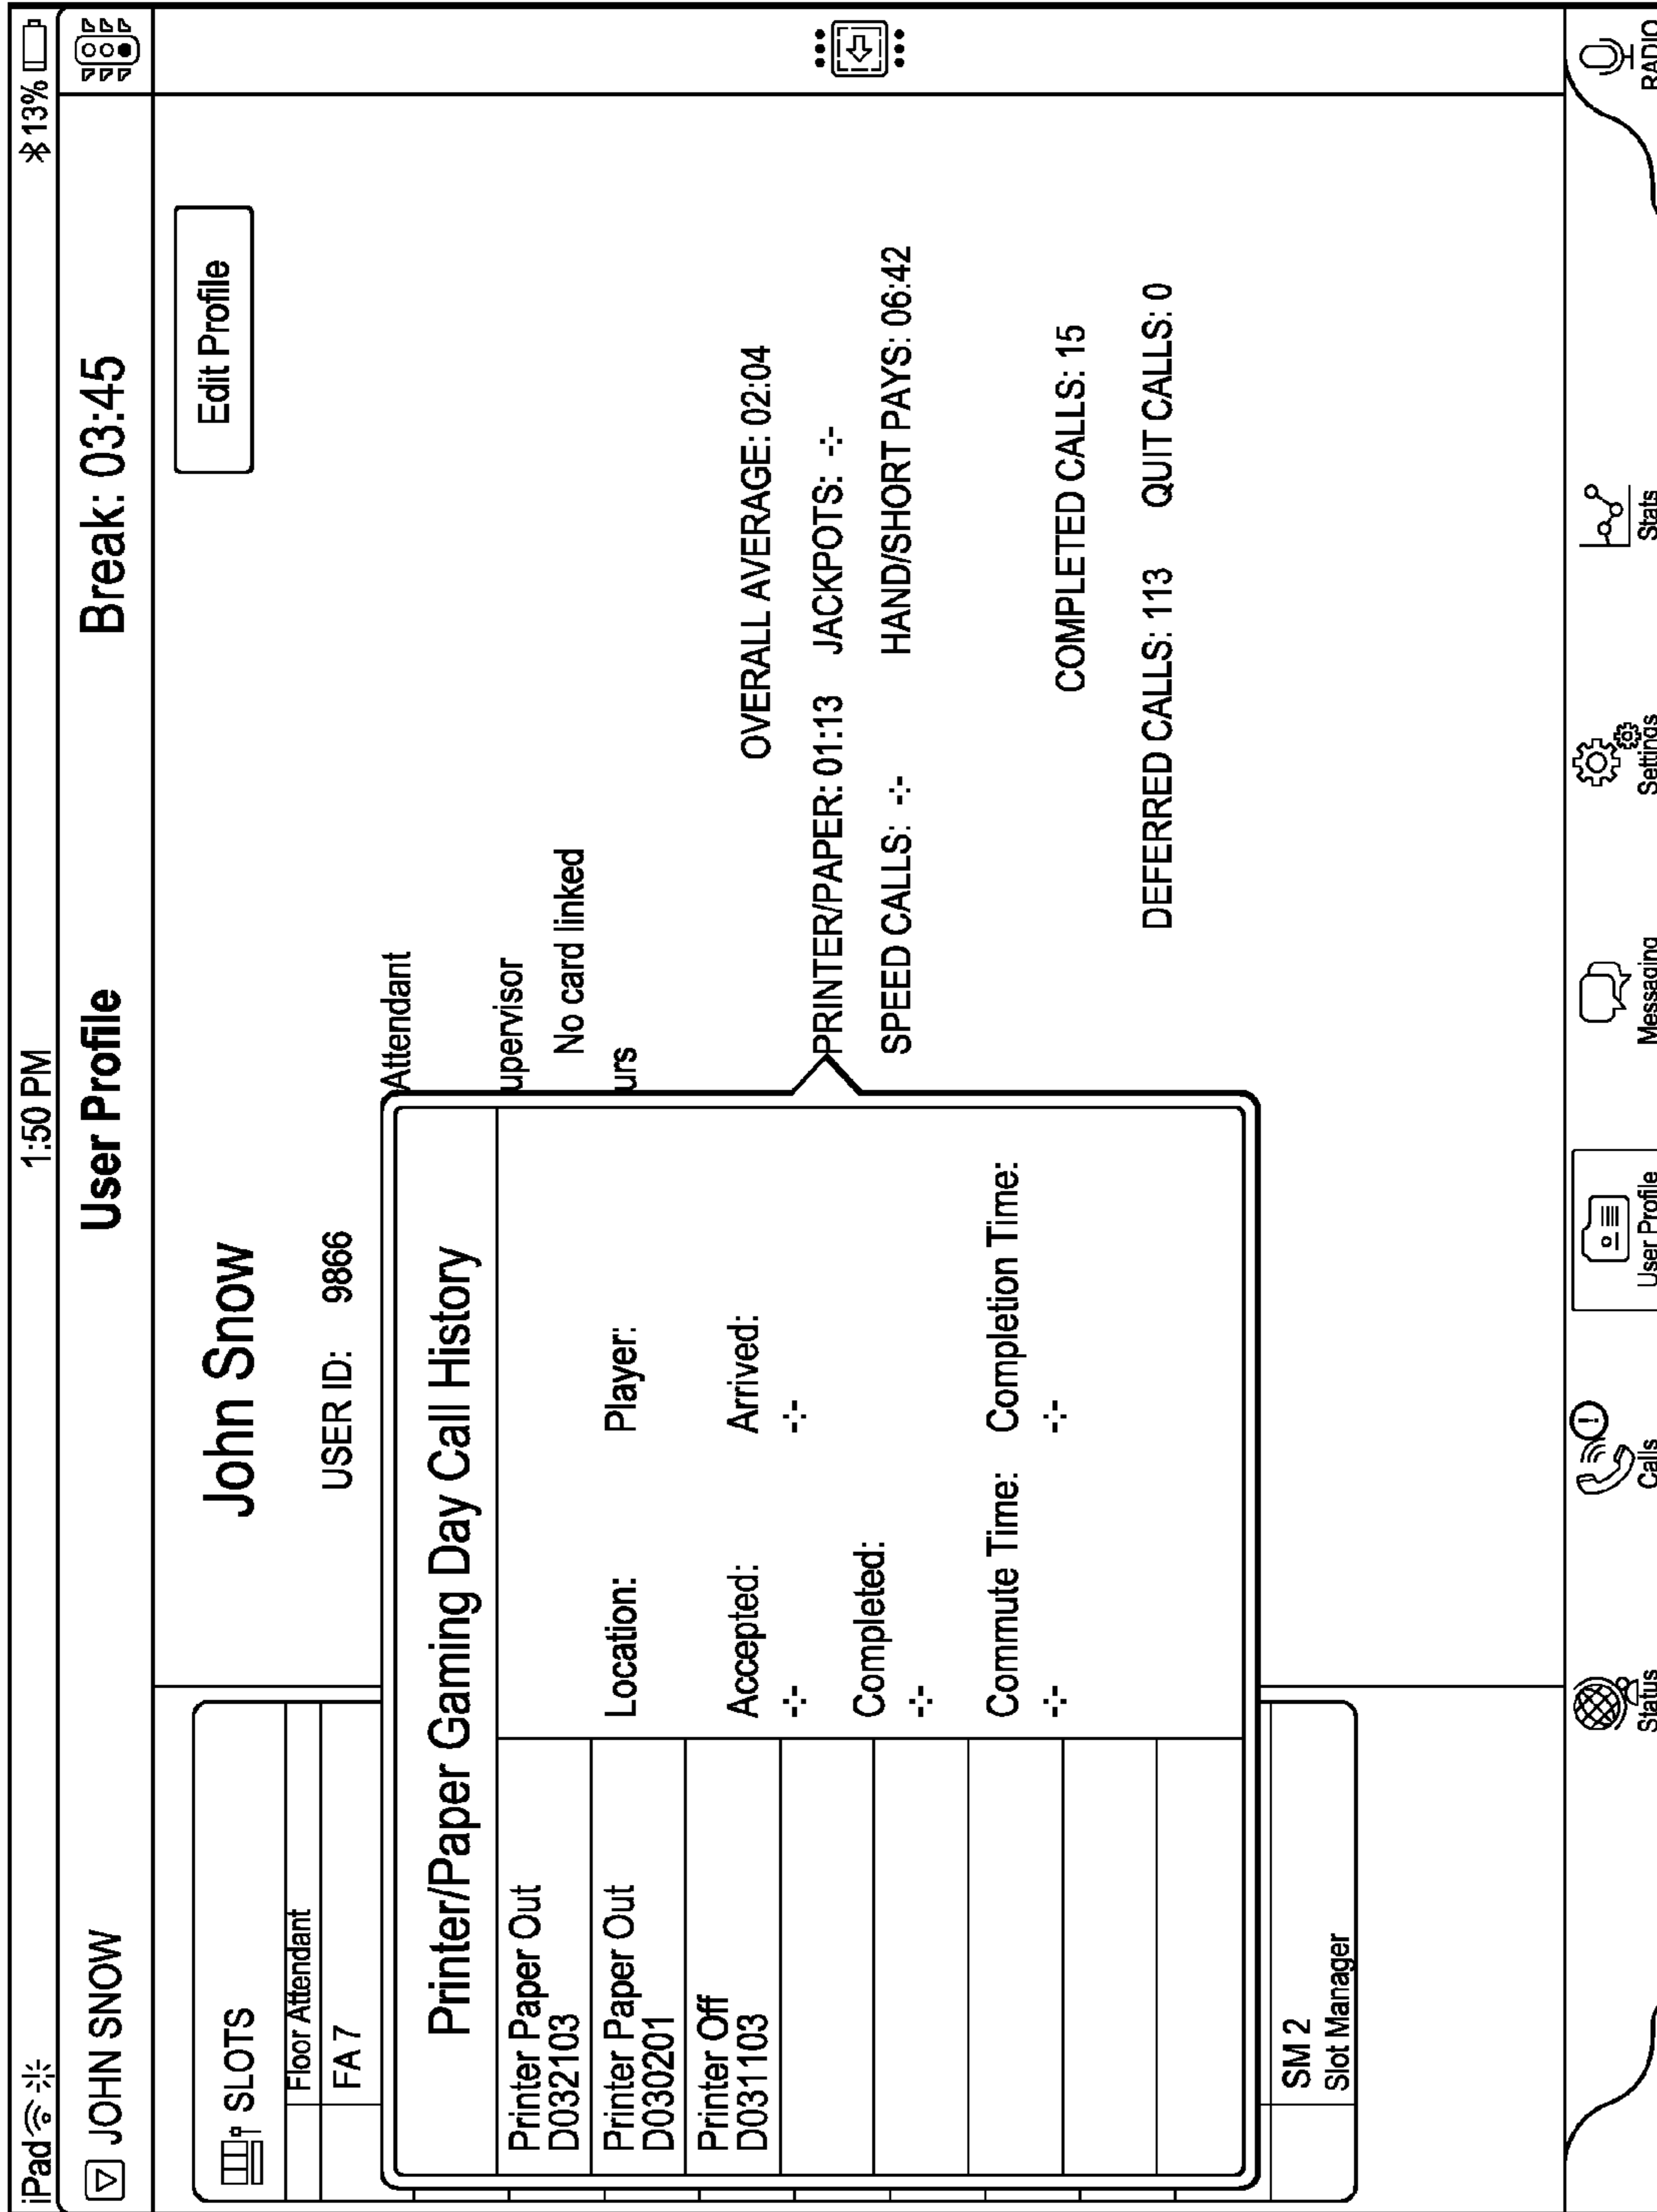 iPad 1:50 PM 13%
JOHN SNOW User Profile Break: 03:45
SLOTS
Floor Attendant
FA 7
John Snow
Edit Profile
USER ID: 9866
Attendant
upervisor
No card linked
urs
Printer/Paper Gaming Day Call History
Printer Paper Out
D032103
Printer Paper Out
D030201
Printer Off
D031103
Location: Player:
Accepted: Arrived:
-:- -:-
Completed:
-:-
Commute Time: Completion Time:
-:- -:-
OVERALL AVERAGE: 02:04
PRINTER/PAPER: 01:13 JACKPOTS: -:-
SPEED CALLS: -:- HAND/SHORT PAYS: 06:42
COMPLETED CALLS: 15
DEFERRED CALLS: 113 QUIT CALLS: 0
SM 2
Slot Manager
Status Calls User Profile Messaging Settings Stats RADIO